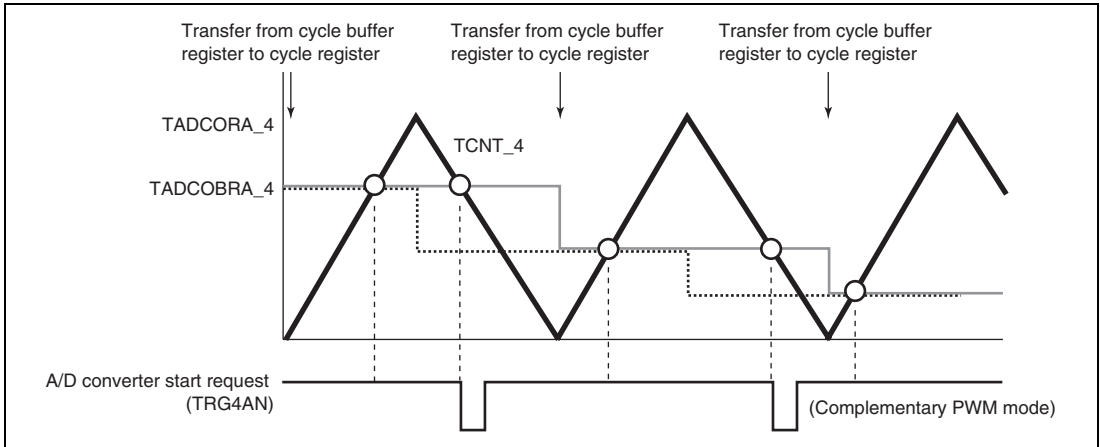 Transfer from cycle buffer
register to cycle register
Transfer from cycle buffer
register to cycle register
Transfer from cycle buffer
register to cycle register
TADCORA_4
TCNT_4
TADCOBRA_4
A/D converter start request
(TRG4AN)
(Complementary PWM mode)